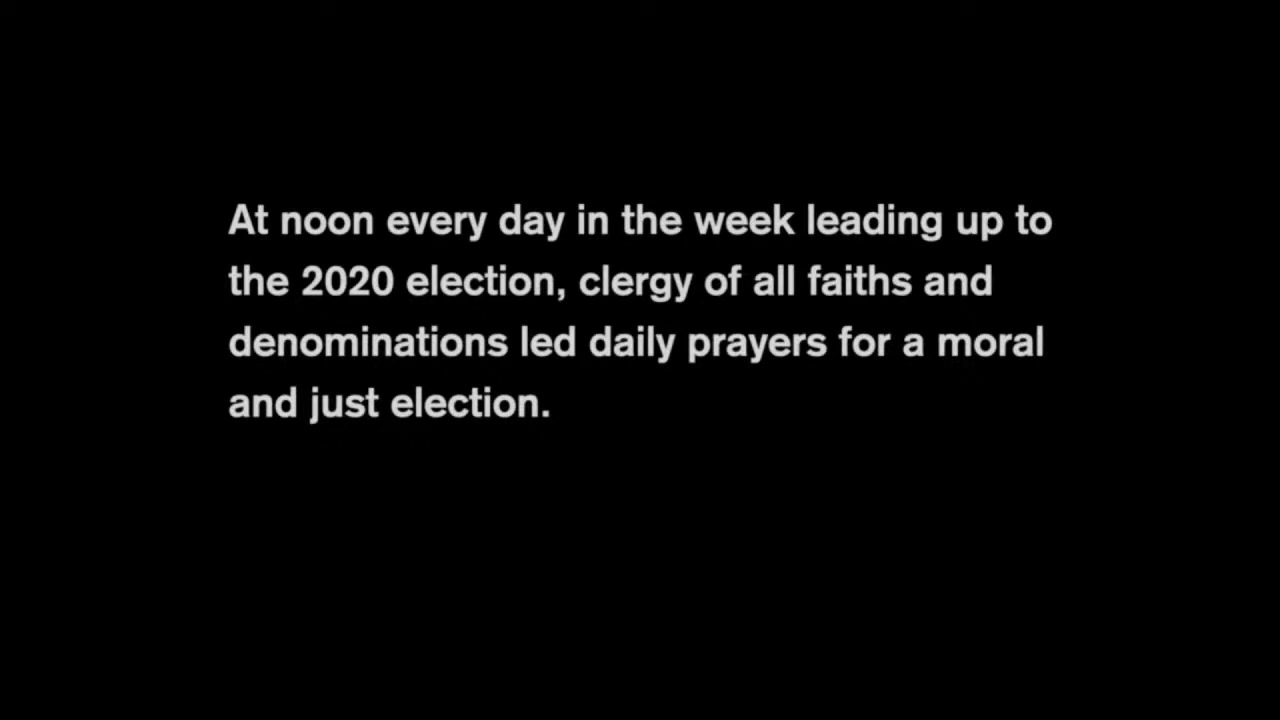 At noon every day in the week leading up to
the 2020 election, clergy of all faiths and
denominations led daily prayers for a moral
and just election.